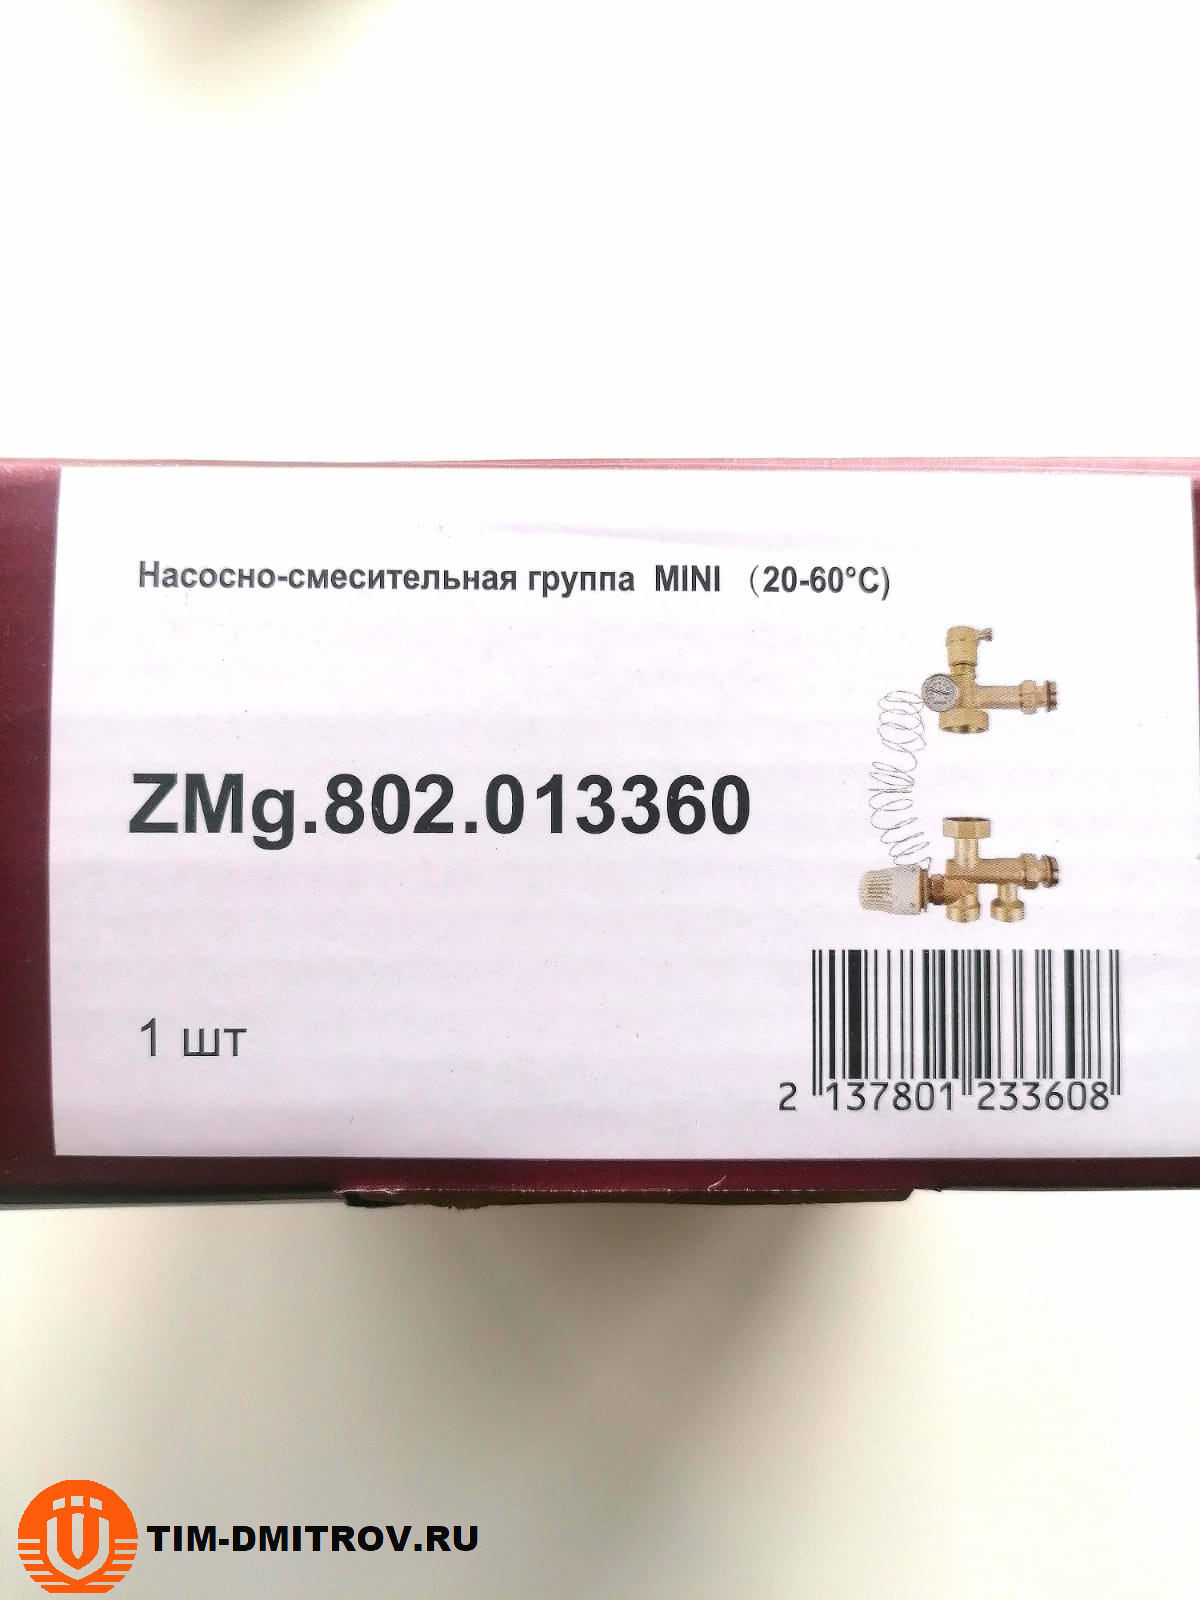 Насосно-смесительная группа MINI (20-60°C)
ZMg.802.013360
1 шт
2 137801 233608
TIM-DMITROV.RU